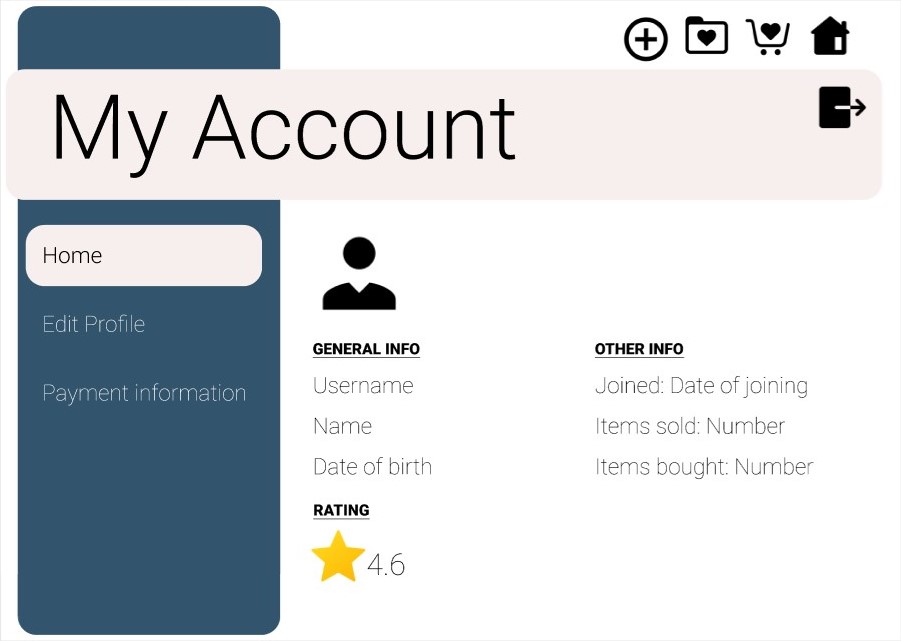 My Account
Home
Edit Profile
Payment information
GENERAL INFO
Username
Name
Date of birth
RATING
4.6
OTHER INFO
Joined: Date of joining
Items sold: Number
Items bought: Number